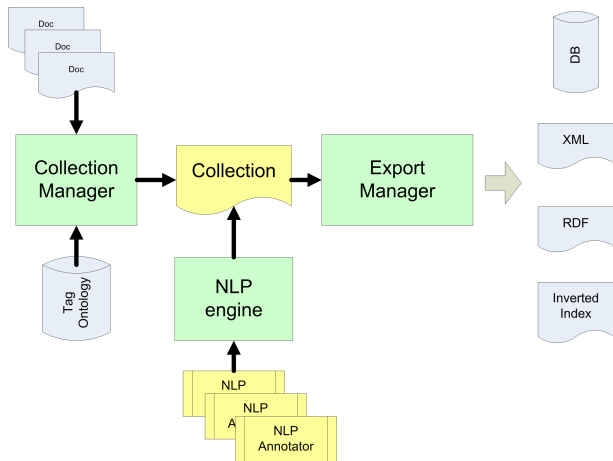 Doc
Doc
Doc
Collection
Manager
Collection
Export
Manager
Tag
Ontology
NLP
engine
NLP
NLP
A
NLP
Annotator
DB
XML
RDF
Inverted
Index